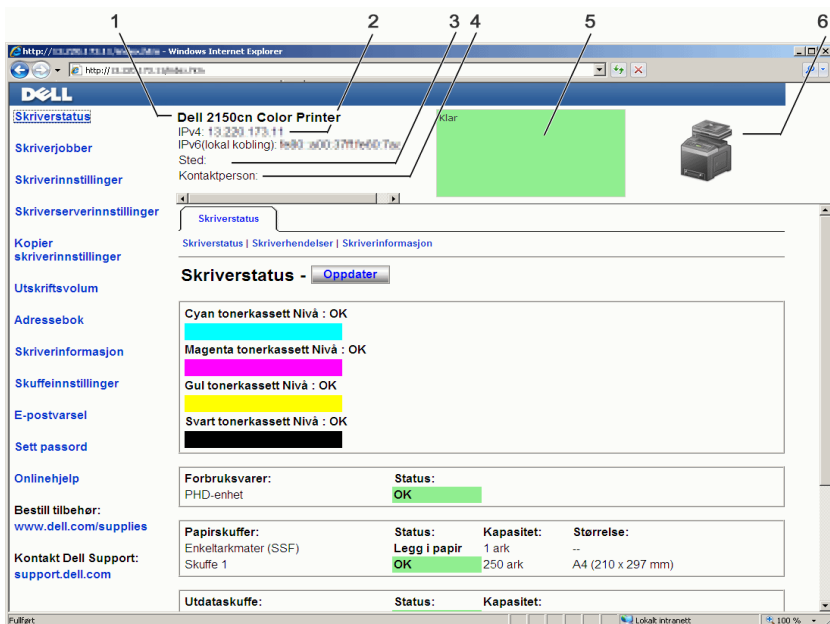 1 2 3 4 5 6
http:// - Windows Internet Explorer
http://
DELL
Skriverstatus
Skriverjobber
Skriverinnstillinger
Skriverserverinnstillinger
Kopier
skriverinnstillinger
Utskriftsvolum
Adressebok
Skriverinformasjon
Skuffeinnstillinger
E-postvarsel
Sett passord
Onlinehjelp
Bestill tilbehør:
www.dell.com/supplies
Kontakt Dell Support:
support.dell.com
Dell 2150cn Color Printer
IPv4:
IPv6(lokal kobling):
Sted:
Kontaktperson:
Klar
Skriverstatus
Skriverstatus | Skriverhendelser | Skriverinformasjon
Skriverstatus - Oppdater
Cyan tonerkassett Nivå : OK
Magenta tonerkassett Nivå : OK
Gul tonerkassett Nivå : OK
Svart tonerkassett Nivå : OK
Forbruksvarer: Status:
PHD-enhet OK
Papirskuffer: Status: Kapasitet: Størrelse:
Enkeltarkmater (SSF) Legg i papir 1 ark --
Skuffe 1 OK 250 ark A4 (210 x 297 mm)
Utdataskuffe: Status: Kapasitet:
Fullført Lokalt intranett 100 %